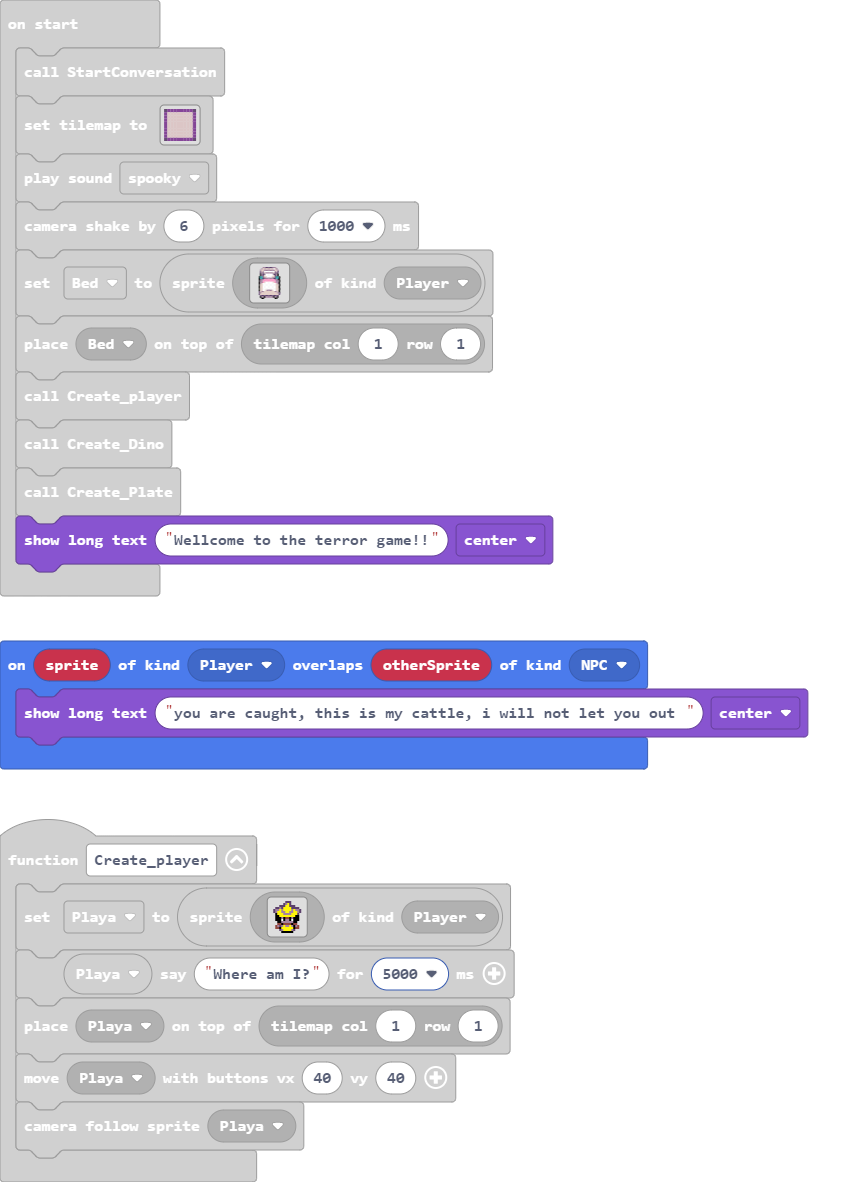 on start
call StartConversation
set tilemap to
play sound spooky
camera shake by 6 pixels for 1000 ms
set Bed to sprite of kind Player
place Bed on top of tilemap col 1 row 1
call Create_player
call Create_Dino
call Create_Plate
show long text "Wellcome to the terror game!!" center
on sprite of kind Player overlaps otherSprite of kind NPC
show long text "you are caught, this is my cattle, i will not let you out " center
function Create_player
set Playa to sprite of kind Player
Playa say "Where am I?" for 5000 ms
place Playa on top of tilemap col 1 row 1
move Playa with buttons vx 40 vy 40
camera follow sprite Playa